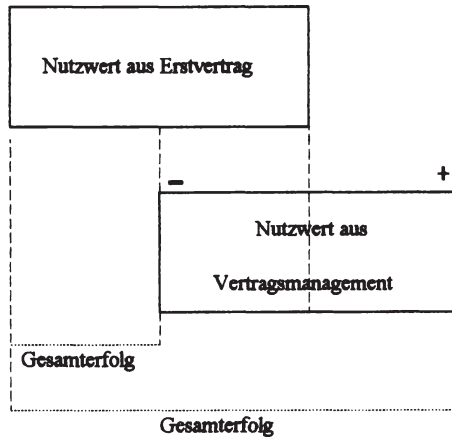 Nutzwert aus Erstvertrag
- +
Nutzwert aus
Vertragsmanagement
Gesamterfolg
Gesamterfolg